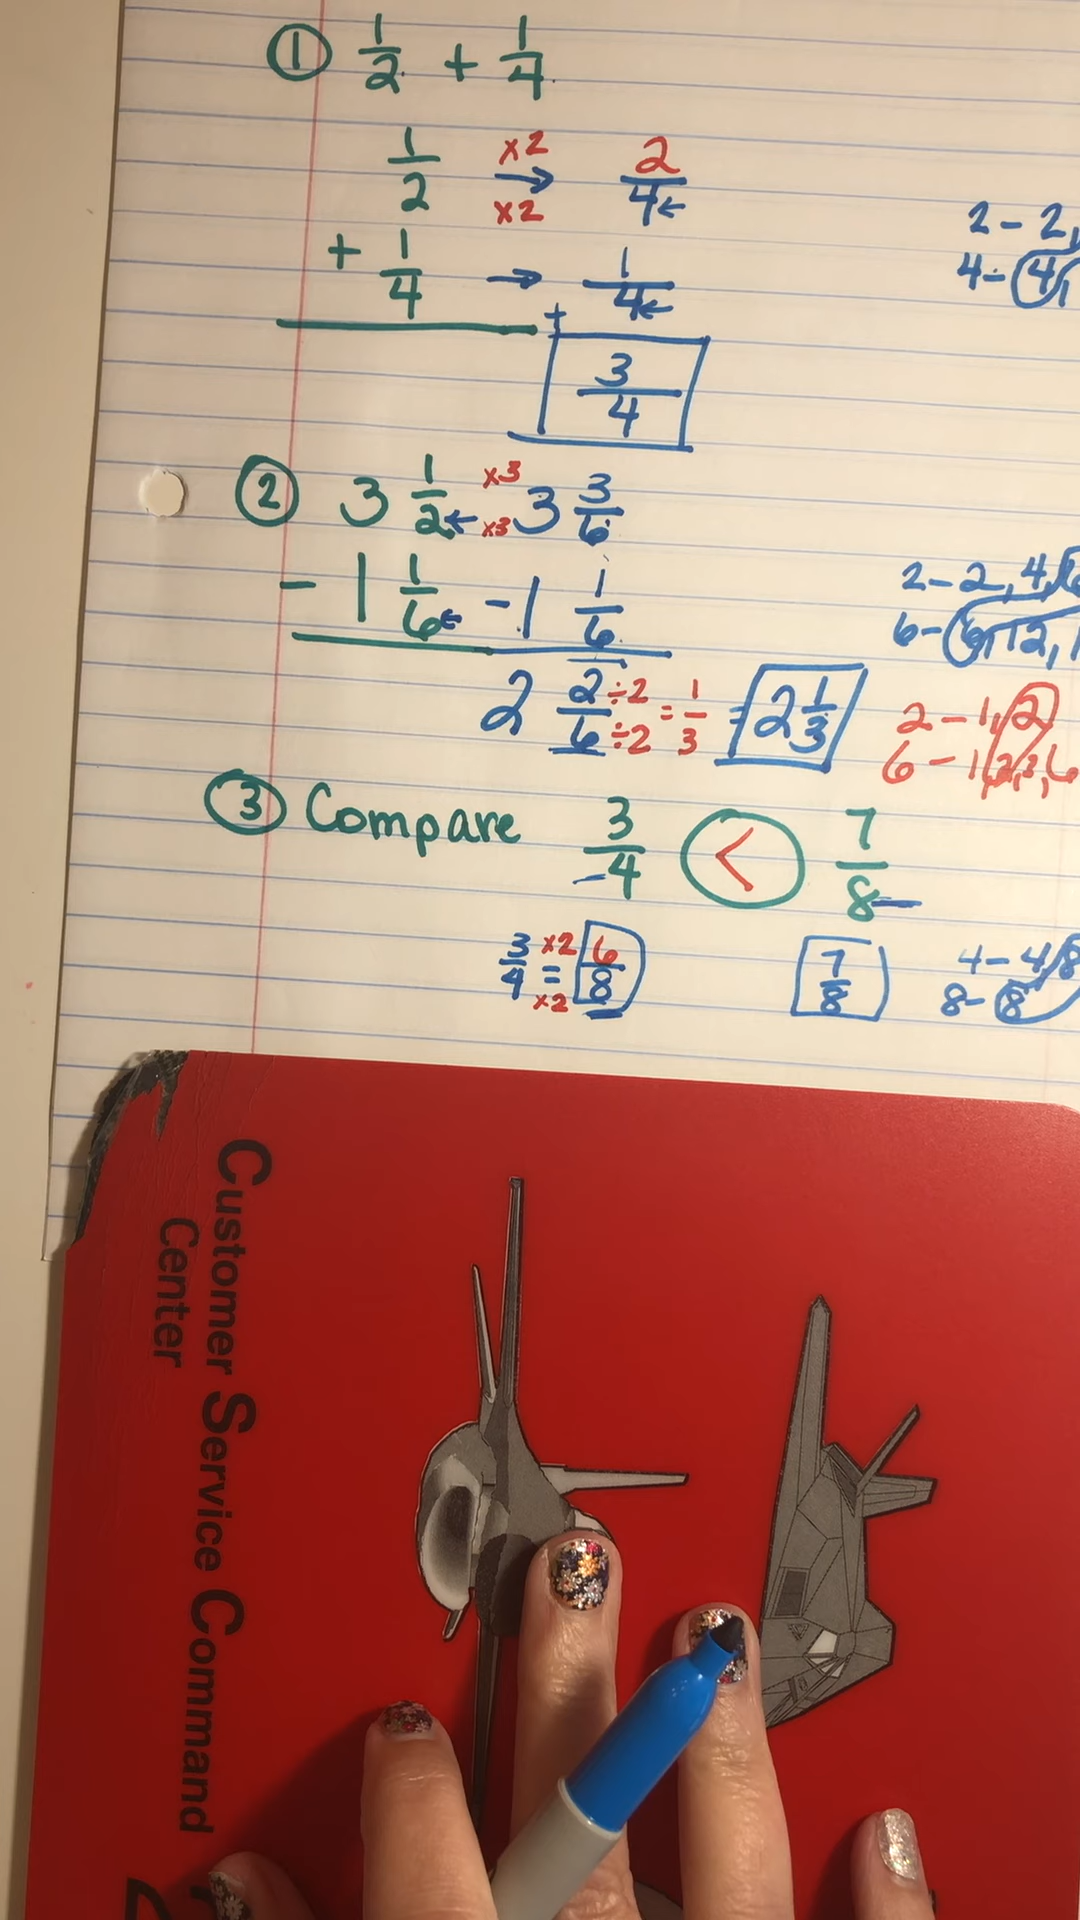 ① 1/2 + 1/4
1/2 ×2 ×2 → 2/4 ←
+ 1/4 → 1/4 ←
+
3/4
2 - 2,
4 - 4,
② 3 1/2 ← ×3 ×3 3 3/6
- 1 1/6 ← - 1 1/6
2 2/6 ÷2 ÷2 = 1/3 = 2 1/3
2 - 2, 4, 6
6 - 6, 12,
2 - 1, 2
6 - 1, 2, 3, 6
③ Compare 3/4 < 7/8
3/4 ×2 ×2 = 6/8 7/8
4 - 4, 8
8 - 8
Customer Service Command
Center